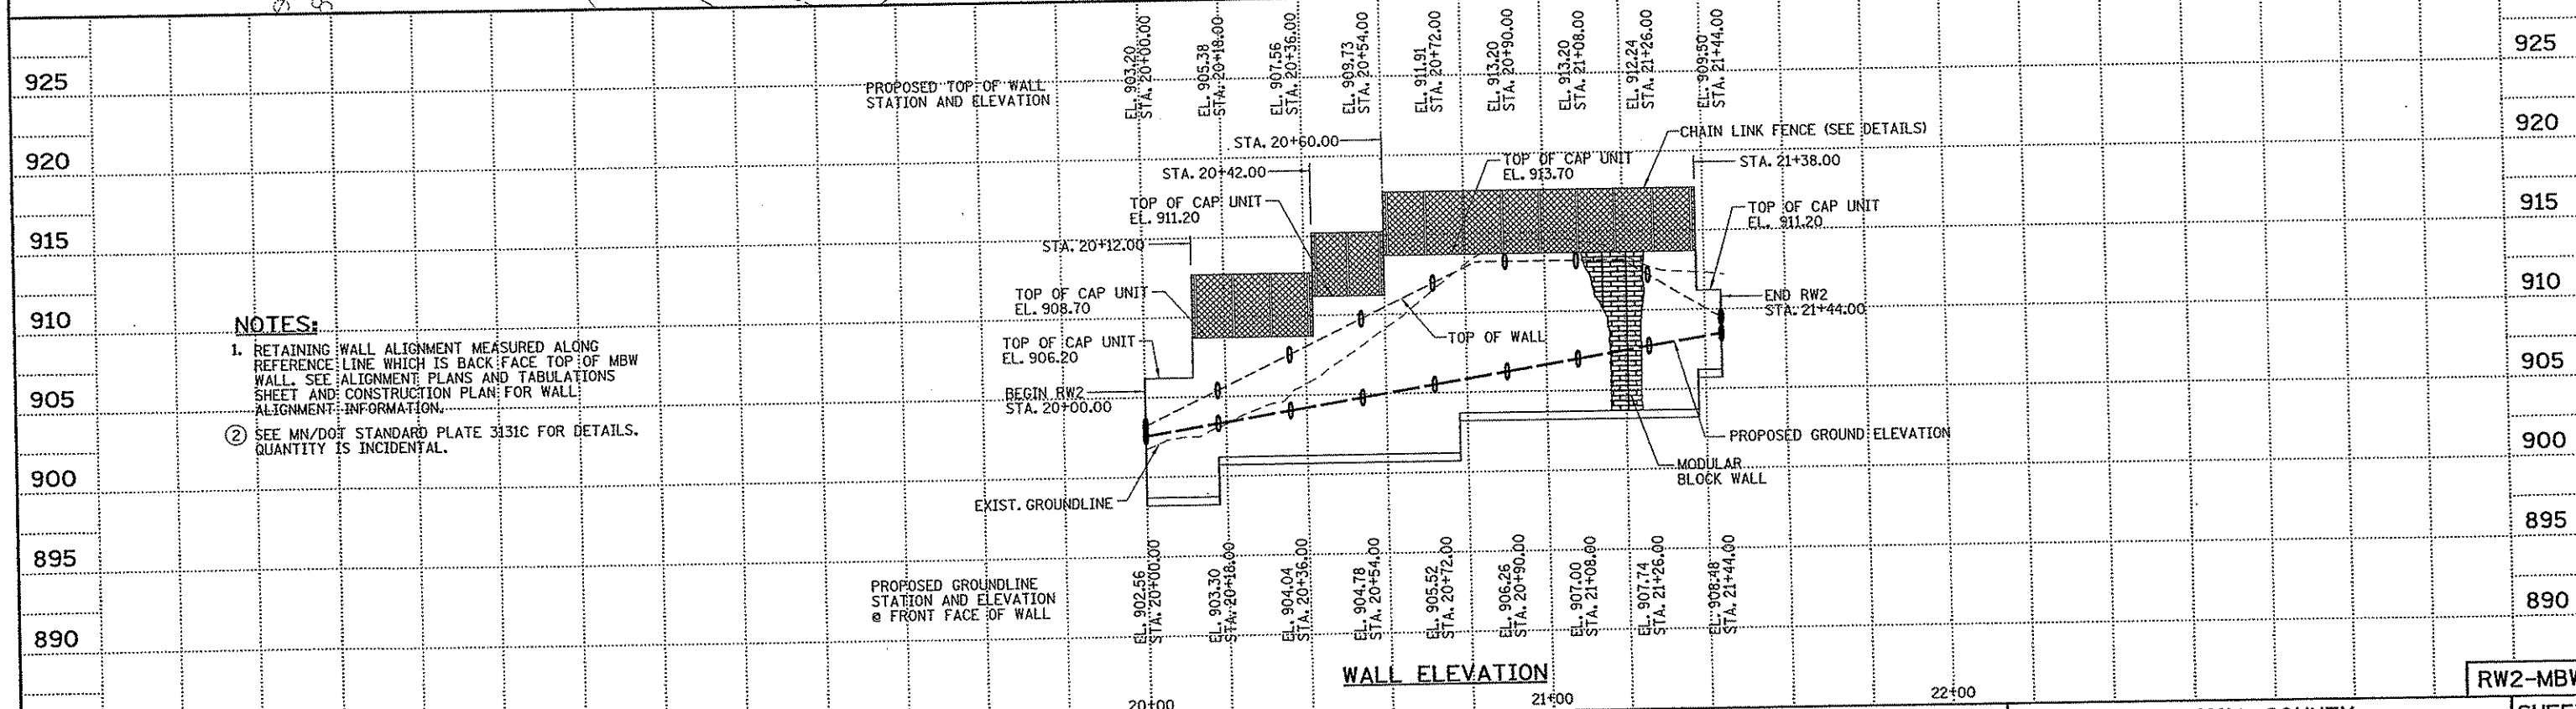 925
920
915
910
905
900
895
890
925
920
915
910
905
900
895
890
PROPOSED TOP OF WALL
STATION AND ELEVATION
EL. 903.20
STA. 20+00.00
EL. 905.38
STA. 20+18.00
EL. 907.56
STA. 20+36.00
EL. 909.73
STA. 20+54.00
EL. 911.91
STA. 20+72.00
EL. 913.20
STA. 20+90.00
EL. 913.20
STA. 21+08.00
EL. 912.24
STA. 21+26.00
EL. 909.50
STA. 21+44.00
CHAIN LINK FENCE (SEE DETAILS)
STA. 20+60.00
TOP OF CAP UNIT
EL. 913.70
STA. 21+38.00
STA. 20+42.00
TOP OF CAP UNIT
EL. 911.20
TOP OF CAP UNIT
EL. 911.20
STA. 20+12.00
TOP OF CAP UNIT
EL. 908.70
END RW2
STA. 21+44.00
TOP OF WALL
TOP OF CAP UNIT
EL. 906.20
BEGIN RW2
STA. 20+00.00
PROPOSED GROUND ELEVATION
MODULAR
BLOCK WALL
EXIST. GROUNDLINE
NOTES:
1. RETAINING WALL ALIGNMENT MEASURED ALONG
REFERENCE LINE WHICH IS BACK FACE TOP OF MBW
WALL. SEE ALIGNMENT PLANS AND TABULATIONS
SHEET AND CONSTRUCTION PLAN FOR WALL
ALIGNMENT INFORMATION.
② SEE MN/DOT STANDARD PLATE 3131C FOR DETAILS.
QUANTITY IS INCIDENTAL.
PROPOSED GROUNDLINE
STATION AND ELEVATION
@ FRONT FACE OF WALL
EL. 902.56
STA. 20+00.00
EL. 903.30
STA. 20+18.00
EL. 904.04
STA. 20+36.00
EL. 904.78
STA. 20+54.00
EL. 905.52
STA. 20+72.00
EL. 906.26
STA. 20+90.00
EL. 907.00
STA. 21+08.00
EL. 907.74
STA. 21+26.00
EL. 908.48
STA. 21+44.00
WALL ELEVATION
20+00
21+00
22+00
RW2-MBW